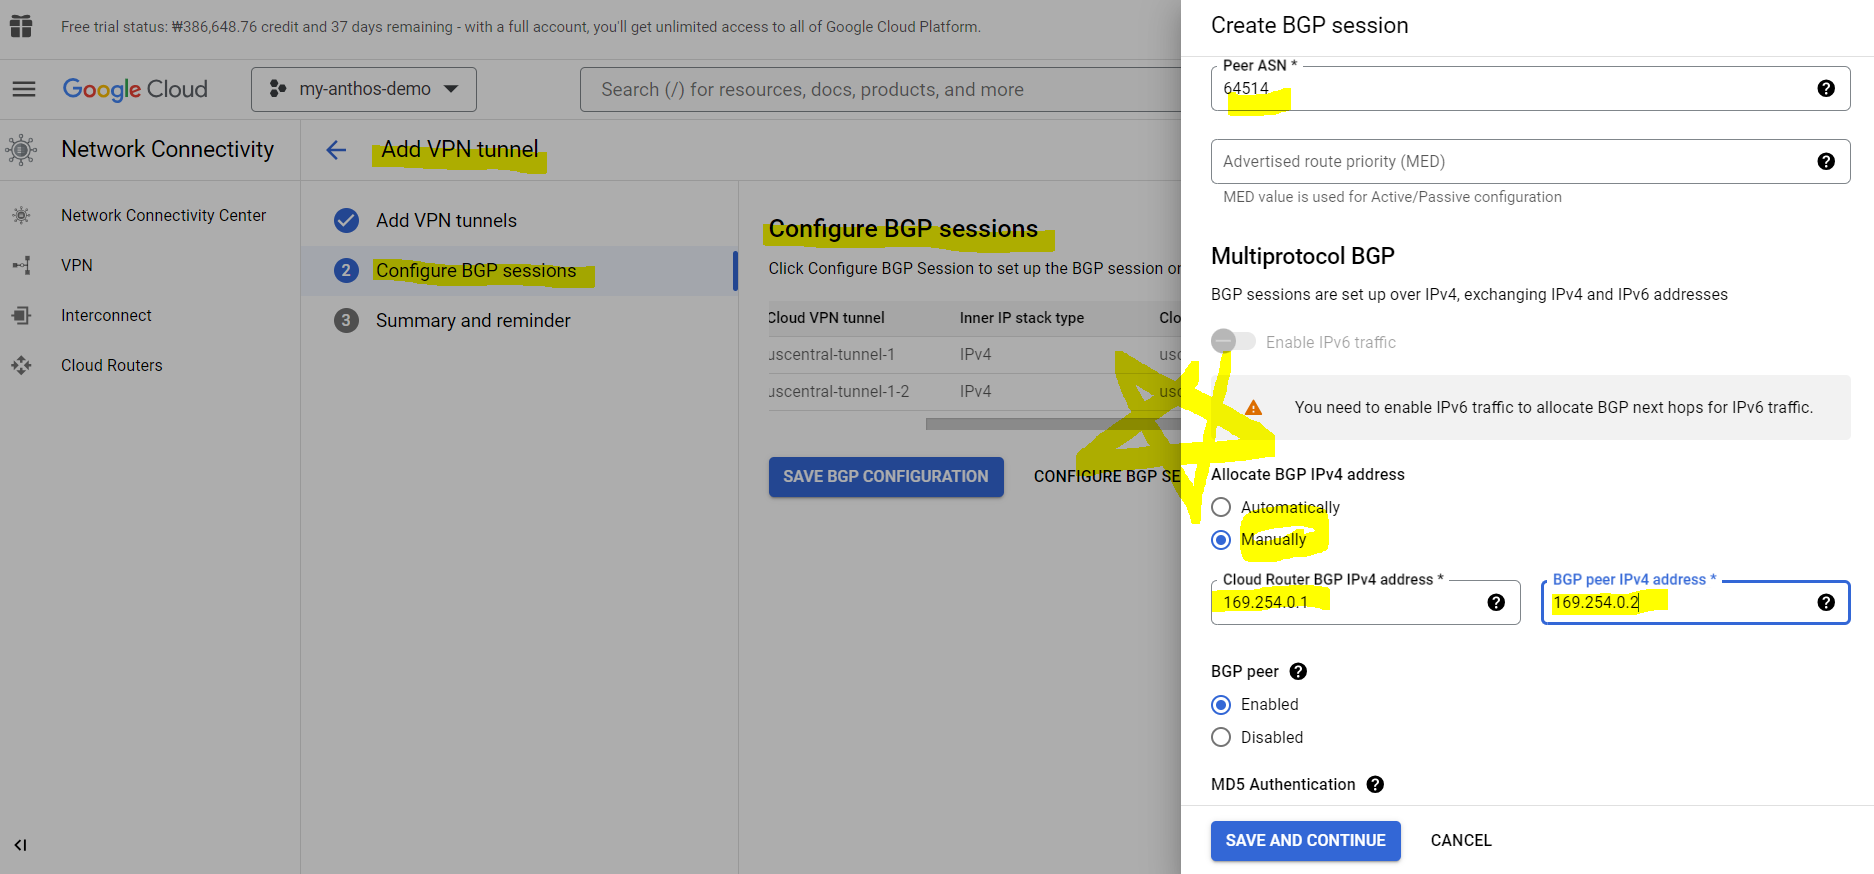 Free trial status: ₩386,648.76 credit and 37 days remaining - with a full account, you'll get unlimited access to all of Google Cloud Platform.
Google Cloud
my-anthos-demo
Search (/) for resources, docs, products, and more
Network Connectivity
Network Connectivity Center
VPN
Interconnect
Cloud Routers
Add VPN tunnel
Add VPN tunnels
2 Configure BGP sessions
3 Summary and reminder
Configure BGP sessions
Click Configure BGP Session to set up the BGP session
Cloud VPN tunnel Inner IP stack type
uscentral-tunnel-1 IPv4
uscentral-tunnel-1-2 IPv4
SAVE BGP CONFIGURATION CONFIGURE BGP
Create BGP session
Peer ASN *
64514
Advertised route priority (MED)
MED value is used for Active/Passive configuration
Multiprotocol BGP
BGP sessions are set up over IPv4, exchanging IPv4 and IPv6 addresses
Enable IPv6 traffic
You need to enable IPv6 traffic to allocate BGP next hops for IPv6 traffic.
Allocate BGP IPv4 address
Automatically
Manually
Cloud Router BGP IPv4 address * BGP peer IPv4 address *
169.254.0.1 169.254.0.2
BGP peer
Enabled
Disabled
MD5 Authentication
SAVE AND CONTINUE CANCEL